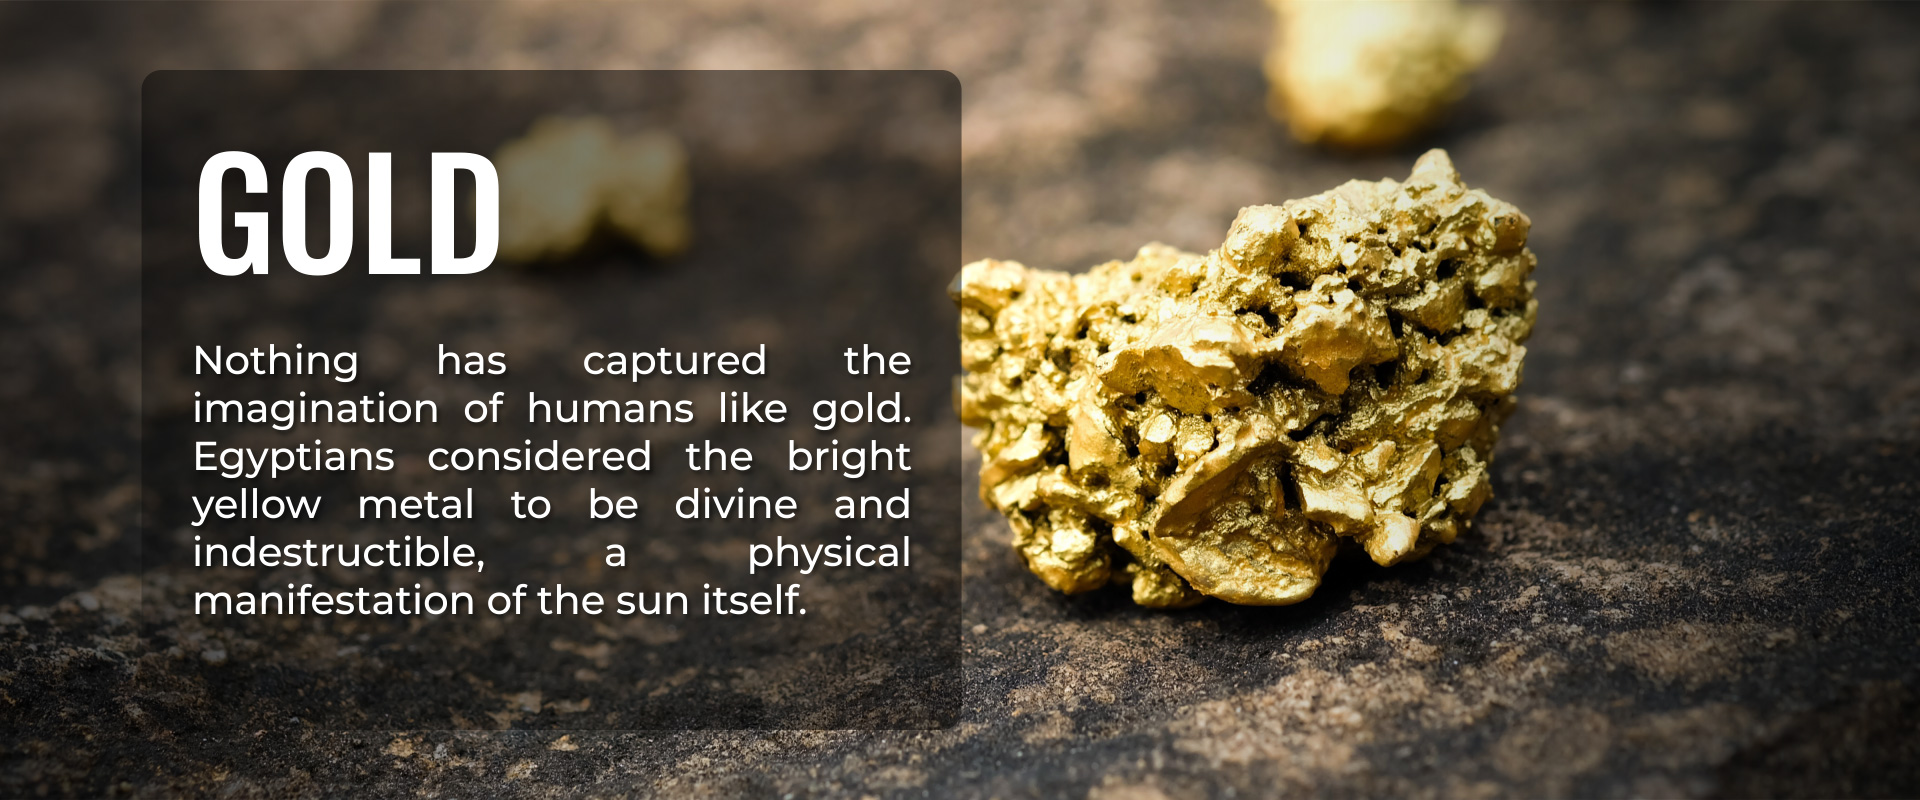 GOLD
Nothing has captured the
imagination of humans like gold.
Egyptians considered the bright
yellow metal to be divine and
indestructible, a physical
manifestation of the sun itself.